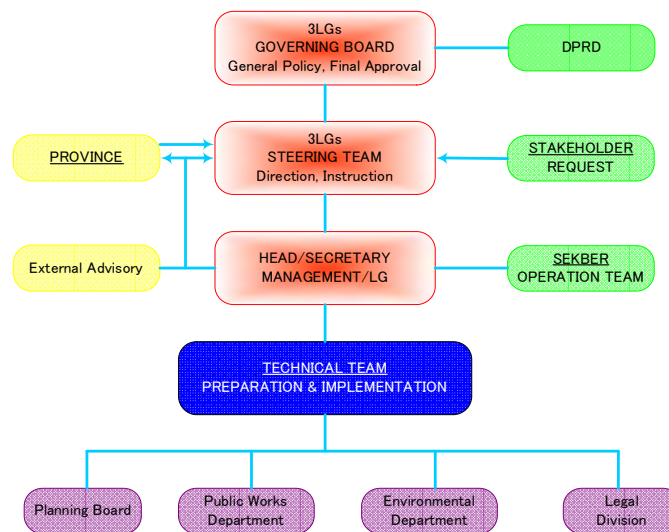 3LGs
GOVERNING BOARD
General Policy, Final Approval
DPRD
PROVINCE
3LGs
STEERING TEAM
Direction, Instruction
STAKEHOLDER
REQUEST
External Advisory
HEAD/SECRETARY
MANAGEMENT/LG
SEKBER
OPERATION TEAM
TECHNICAL TEAM
PREPARATION & IMPLEMENTATION
Planning Board
Public Works
Department
Environmental
Department
Legal
Division